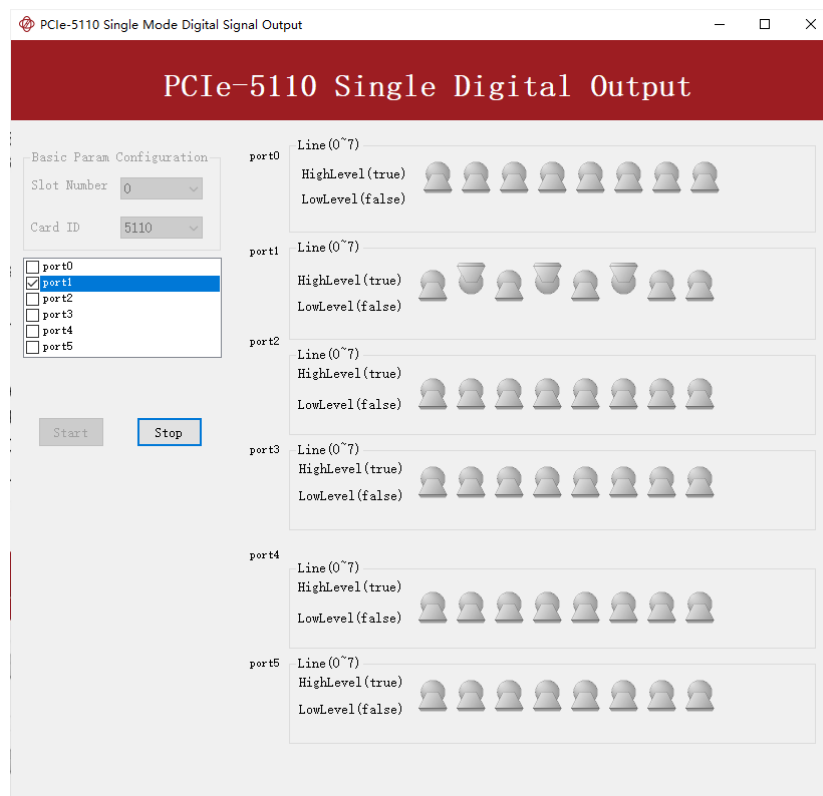 PCIe-5110 Single Mode Digital Signal Output
PCIe-5110 Single Digital Output
Basic Param Configuration
Slot Number 0
Card ID 5110
port0
port1
port2
port3
port4
port5
Start Stop
port0 Line(0~7)
HighLevel(true)
LowLevel(false)
port1 Line(0~7)
HighLevel(true)
LowLevel(false)
port2 Line(0~7)
HighLevel(true)
LowLevel(false)
port3 Line(0~7)
HighLevel(true)
LowLevel(false)
port4 Line(0~7)
HighLevel(true)
LowLevel(false)
port5 Line(0~7)
HighLevel(true)
LowLevel(false)